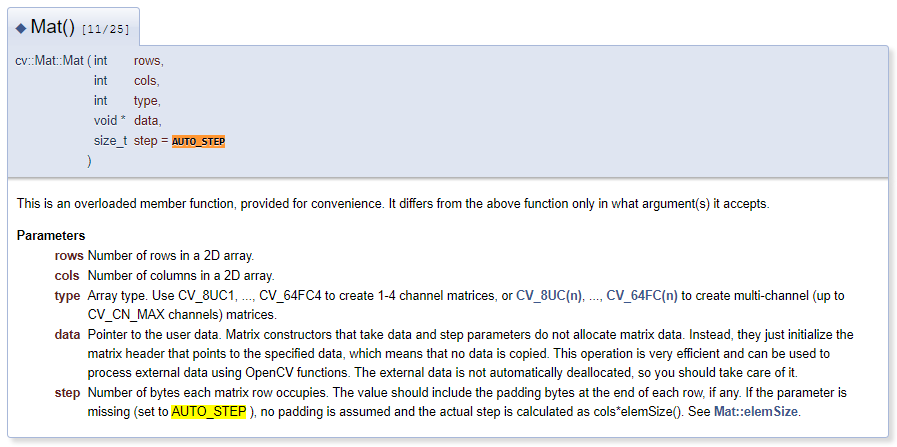 ◆ Mat() [11/25]
cv::Mat::Mat ( int rows,
int cols,
int type,
void * data,
size_t step = AUTO_STEP
)
This is an overloaded member function, provided for convenience. It differs from the above function only in what argument(s) it accepts.
Parameters
rows Number of rows in a 2D array.
cols Number of columns in a 2D array.
type Array type. Use CV_8UC1, ..., CV_64FC4 to create 1-4 channel matrices, or CV_8UC(n), ..., CV_64FC(n) to create multi-channel (up to
CV_CN_MAX channels) matrices.
data Pointer to the user data. Matrix constructors that take data and step parameters do not allocate matrix data. Instead, they just initialize the
matrix header that points to the specified data, which means that no data is copied. This operation is very efficient and can be used to
process external data using OpenCV functions. The external data is not automatically deallocated, so you should take care of it.
step Number of bytes each matrix row occupies. The value should include the padding bytes at the end of each row, if any. If the parameter is
missing (set to AUTO_STEP ), no padding is assumed and the actual step is calculated as cols*elemSize(). See Mat::elemSize.